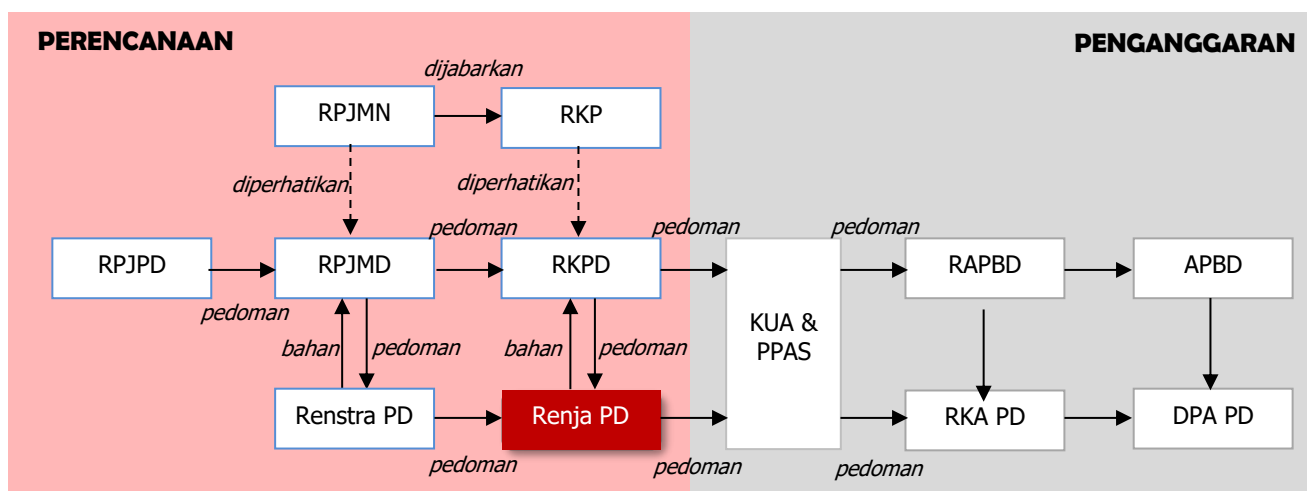 PERENCANAAN
PENGANGGARAN
dijabarkan
RPJMN
RKP
diperhatikan
diperhatikan
pedoman
pedoman
pedoman
RPJPD
RPJMD
RKPD
RAPBD
APBD
pedoman
KUA &
PPAS
bahan
pedoman
bahan
pedoman
Renstra PD
Renja PD
RKA PD
DPA PD
pedoman
pedoman
pedoman